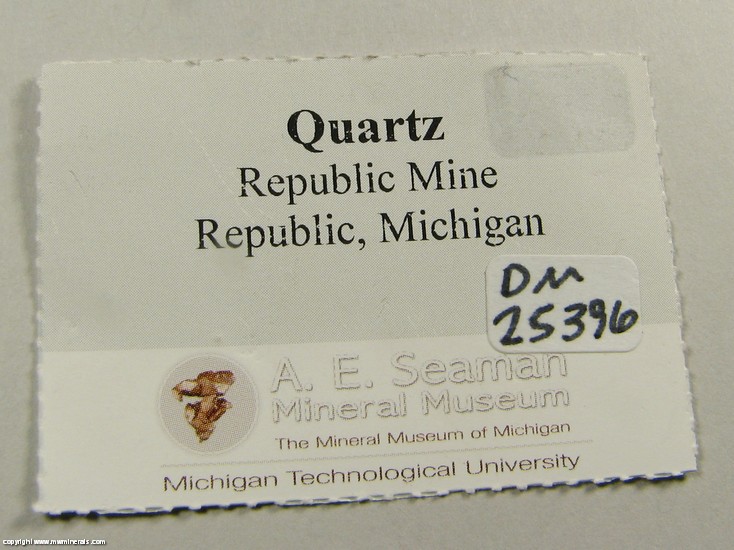 Quartz
Republic Mine
Republic, Michigan
DM
25396
A. E. Seaman
Mineral Museum
The Mineral Museum of Michigan
Michigan Technological University
copyright www.mwminerals.com